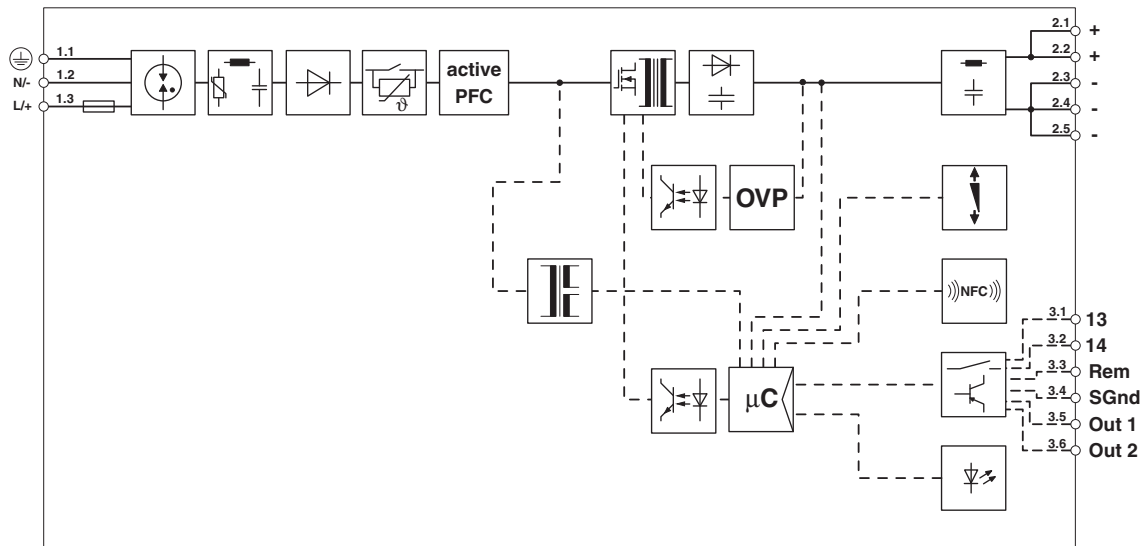 1.1
N/- 1.2
L/+ 1.3
active
PFC
2.1 +
2.2 +
2.3 -
2.4 -
2.5 -
OVP
ϑ
NFC
μC
3.1 13
3.2 14
3.3 Rem
3.4 SGnd
3.5 Out 1
3.6 Out 2